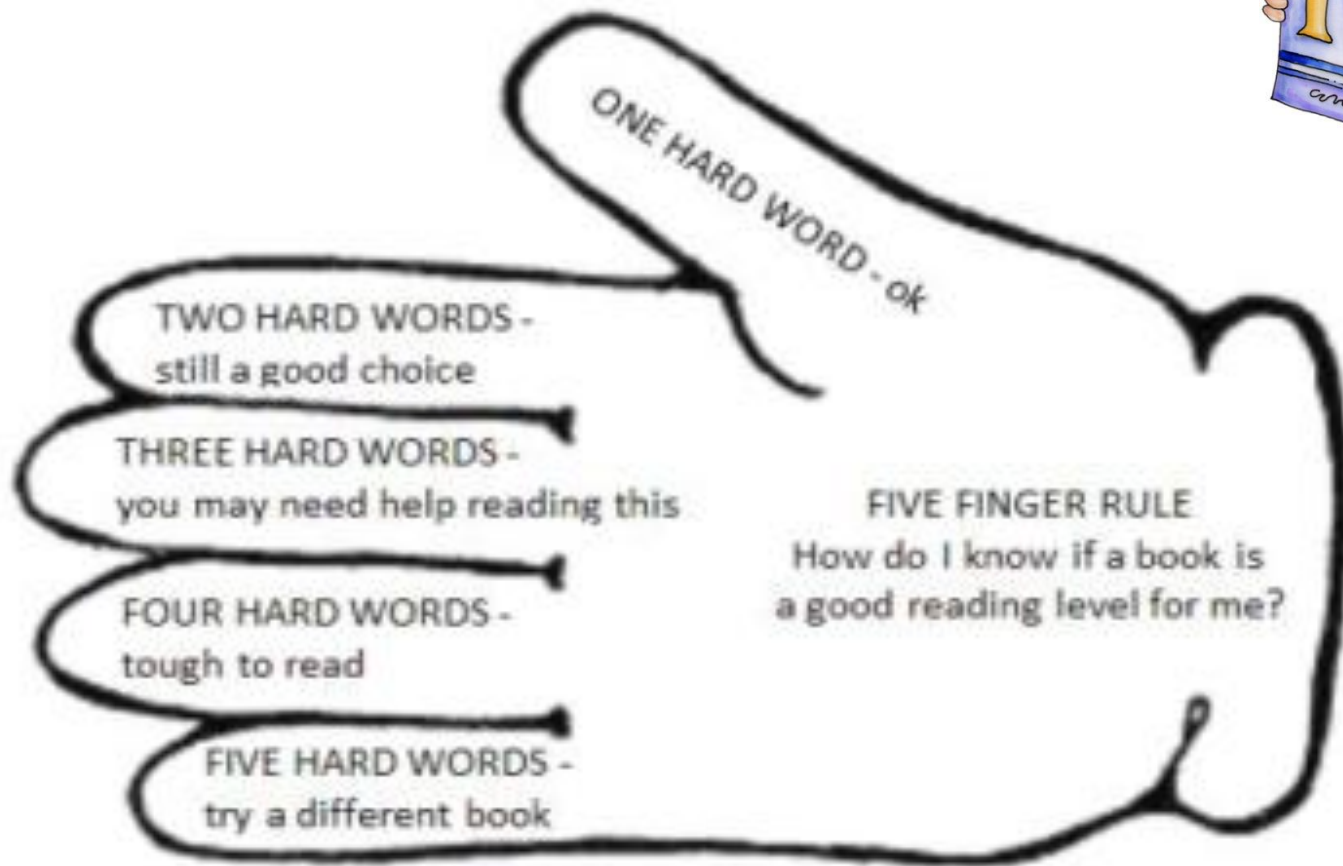 ONE HARD WORD - ok
TWO HARD WORDS -
still a good choice
THREE HARD WORDS -
you may need help reading this
FOUR HARD WORDS -
tough to read
FIVE HARD WORDS -
try a different book
FIVE FINGER RULE
How do I know if a book is
a good reading level for me?